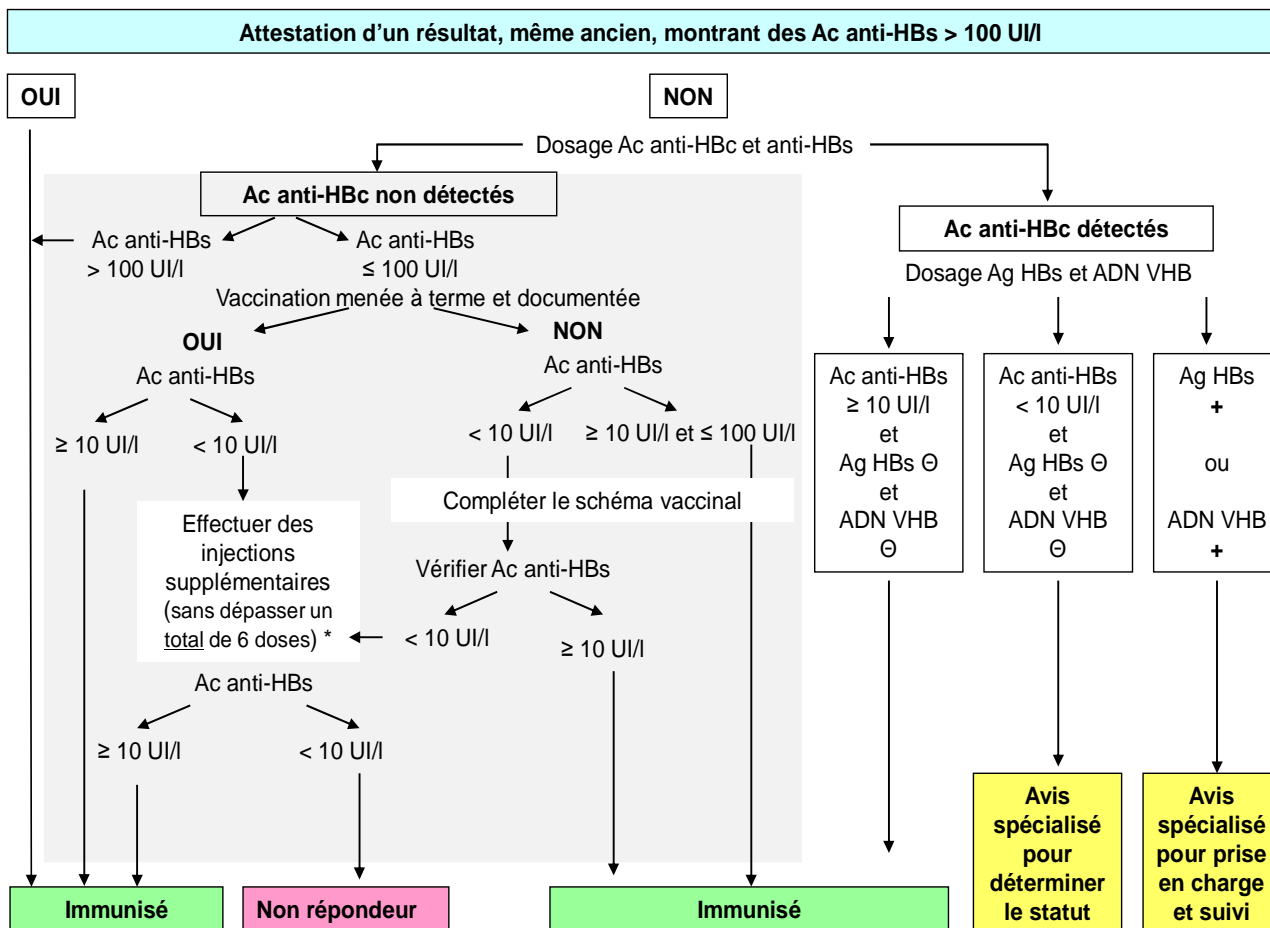 Attestation d'un résultat, même ancien, montrant des Ac anti-HBs > 100 UI/l
OUI
NON
Dosage Ac anti-HBc et anti-HBs
Ac anti-HBc non détectés
Ac anti-HBs
> 100 UI/l
Ac anti-HBs
≤ 100 UI/l
Vaccination menée à terme et documentée
OUI
Ac anti-HBs
≥ 10 UI/l
< 10 UI/l
Effectuer des
injections
supplémentaires
(sans dépasser un
total de 6 doses) *
Ac anti-HBs
≥ 10 UI/l
< 10 UI/l
NON
Ac anti-HBs
< 10 UI/l
≥ 10 UI/l et ≤ 100 UI/l
Compléter le schéma vaccinal
Vérifier Ac anti-HBs
< 10 UI/l
≥ 10 UI/l
Ac anti-HBc détectés
Dosage Ag HBs et ADN VHB
Ac anti-HBs
≥ 10 UI/l
et
Ag HBs Θ
et
ADN VHB
Θ
Ac anti-HBs
< 10 UI/l
et
Ag HBs Θ
et
ADN VHB
Θ
Ag HBs
+
ou
ADN VHB
+
Immunisé
Non répondeur
Immunisé
Avis
spécialisé
pour
déterminer
le statut
Avis
spécialisé
pour prise
en charge
et suivi